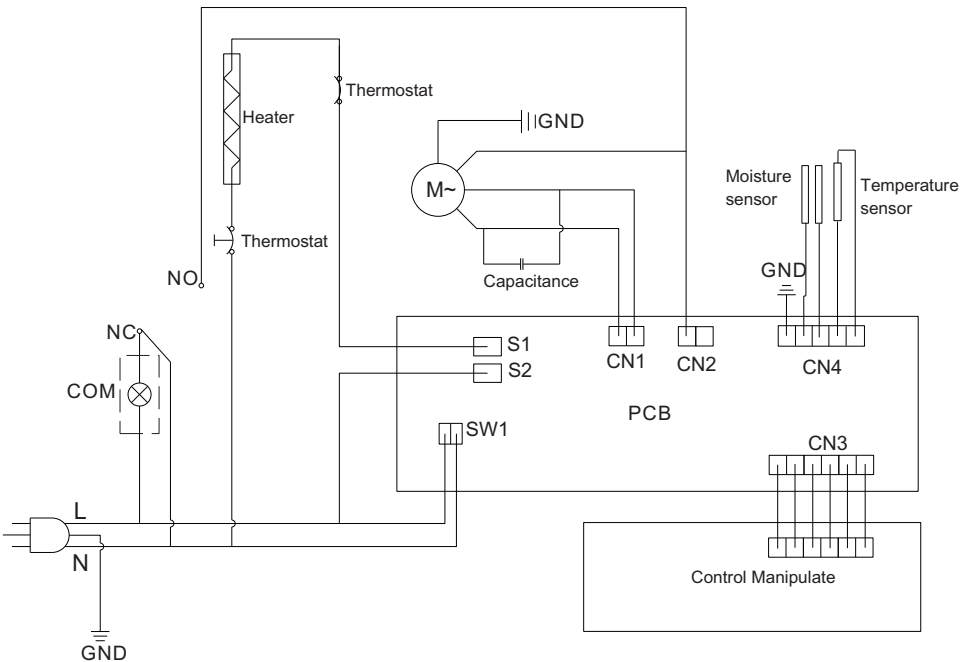 Thermostat
Heater
GND
M~
Moisture
sensor
Temperature
sensor
Thermostat
NO
Capacitance
GND
NC
S1
CN1
CN2
CN4
S2
COM
PCB
SW1
CN3
L
N
Control Manipulate
GND